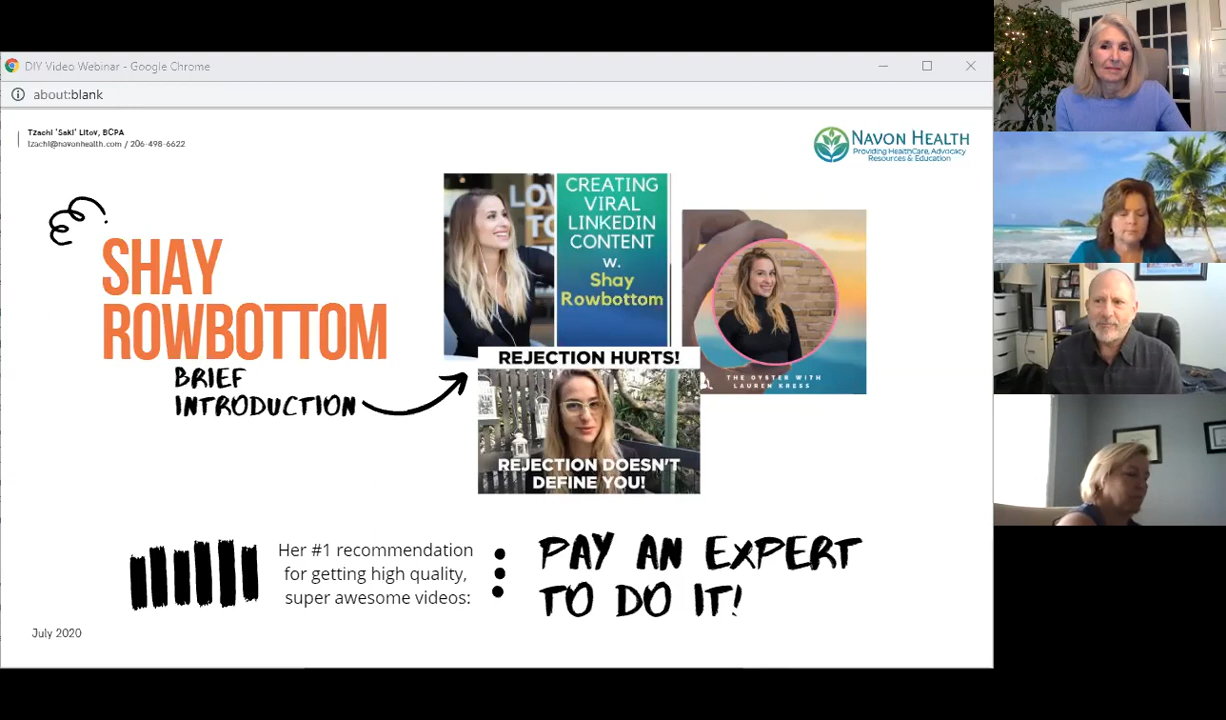 DIY Video Webinar - Google Chrome
about:blank
Tzachi 'Saki' Litov, BCPA
tzachi@navonhealth.com / 206-498-6622
NAVON HEALTH
Providing HealthCare, Advocacy
Resources & Education
SHAY
ROWBOTTOM
BRIEF
INTRODUCTION
LOV
TO
CREATING
VIRAL
LINKEDIN
CONTENT
w.
Shay
Rowbottom
THE OYSTER WITH
LAUREN KRESS
REJECTION HURTS!
REJECTION DOESN'T
DEFINE YOU!
Her #1 recommendation
for getting high quality,
super awesome videos:
PAY AN EXPERT
TO DO IT!
July 2020